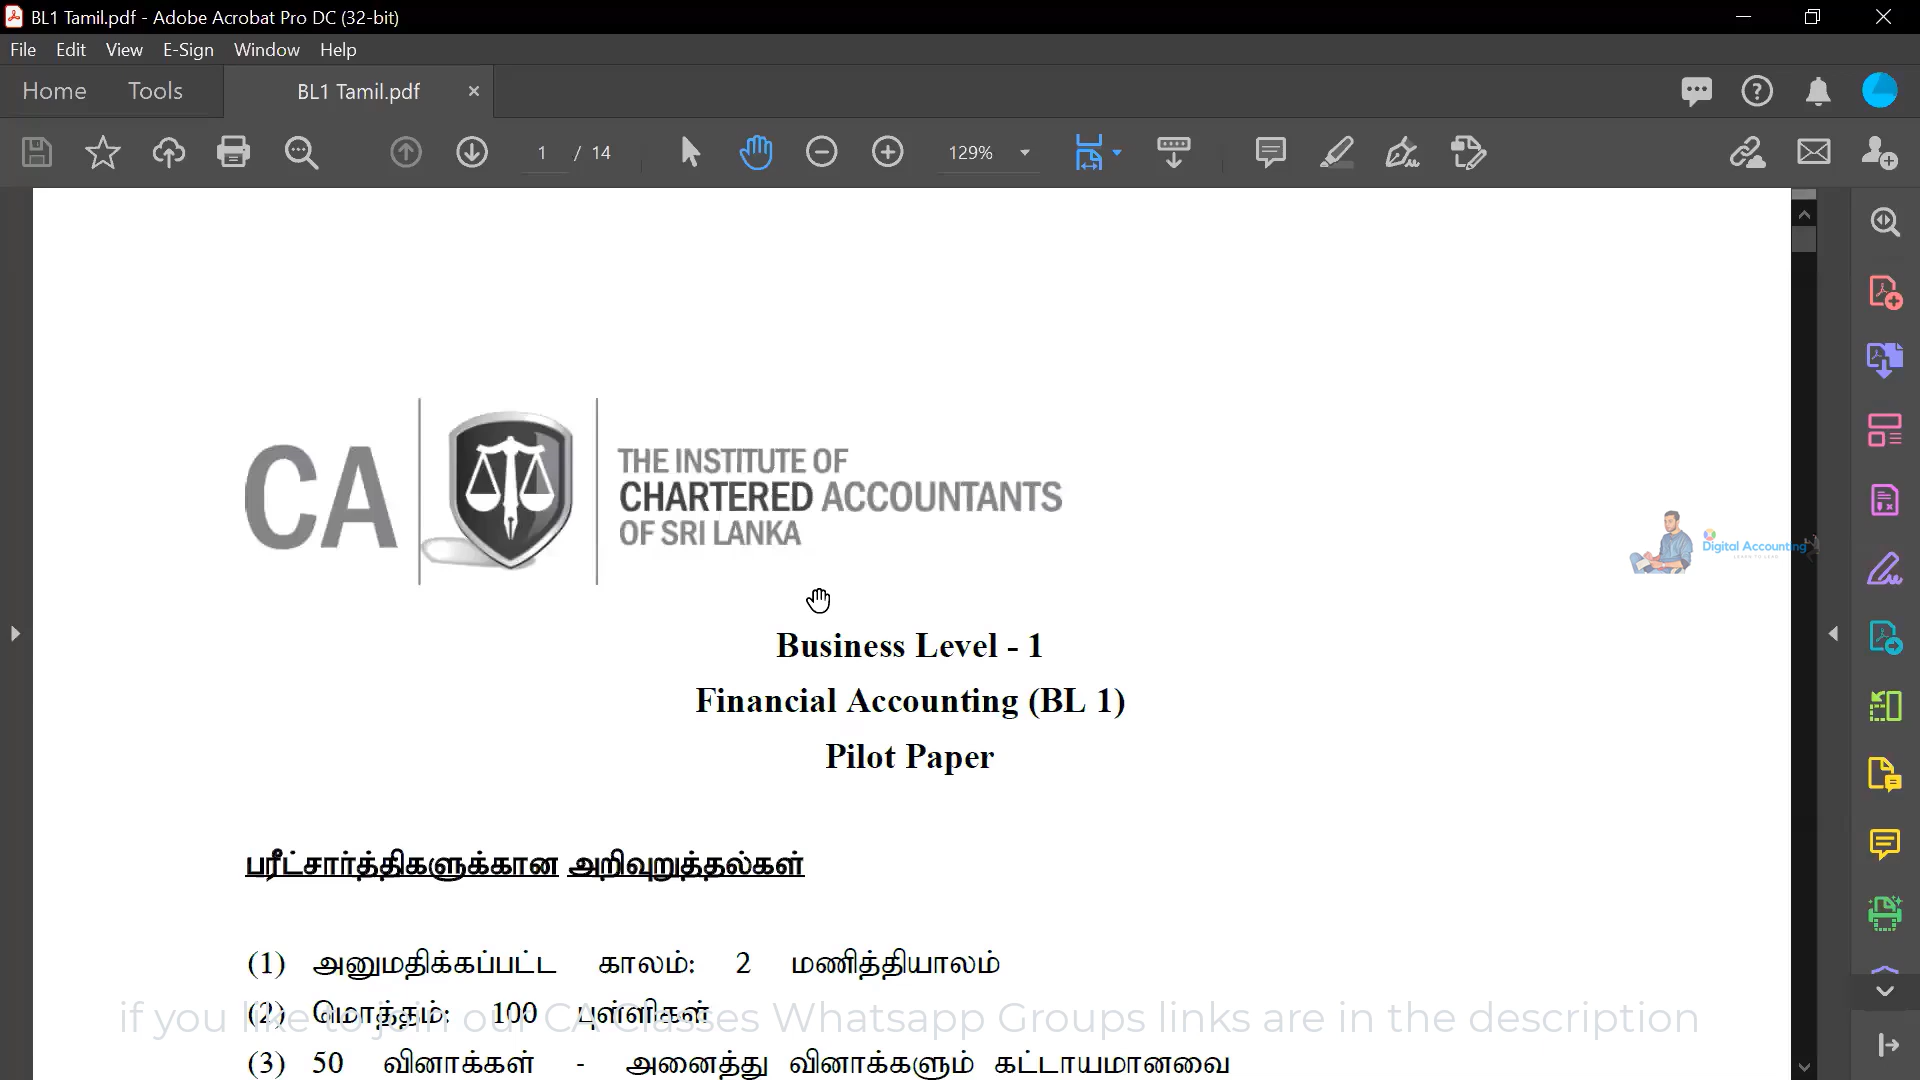 BL1 Tamil.pdf - Adobe Acrobat Pro DC (32-bit)
File Edit View E-Sign Window Help
Home Tools BL1 Tamil.pdf
1 / 14 129%
CA
THE INSTITUTE OF
CHARTERED ACCOUNTANTS
OF SRI LANKA
Digital Accounting
Business Level - 1
Financial Accounting (BL 1)
Pilot Paper
பரீட்சார்த்திகளுக்கான அறிவுறுத்தல்கள்
(1) அனுமதிக்கப்பட்ட காலம்: 2 மணித்தியாலம்
(2) மொத்தம்: 100 புள்ளிகள்
if you like to join our CA Classes Whatsapp Groups links are in the description
(3) 50 வினாக்கள் - அனைத்து வினாக்களும் கட்டாயமானவை